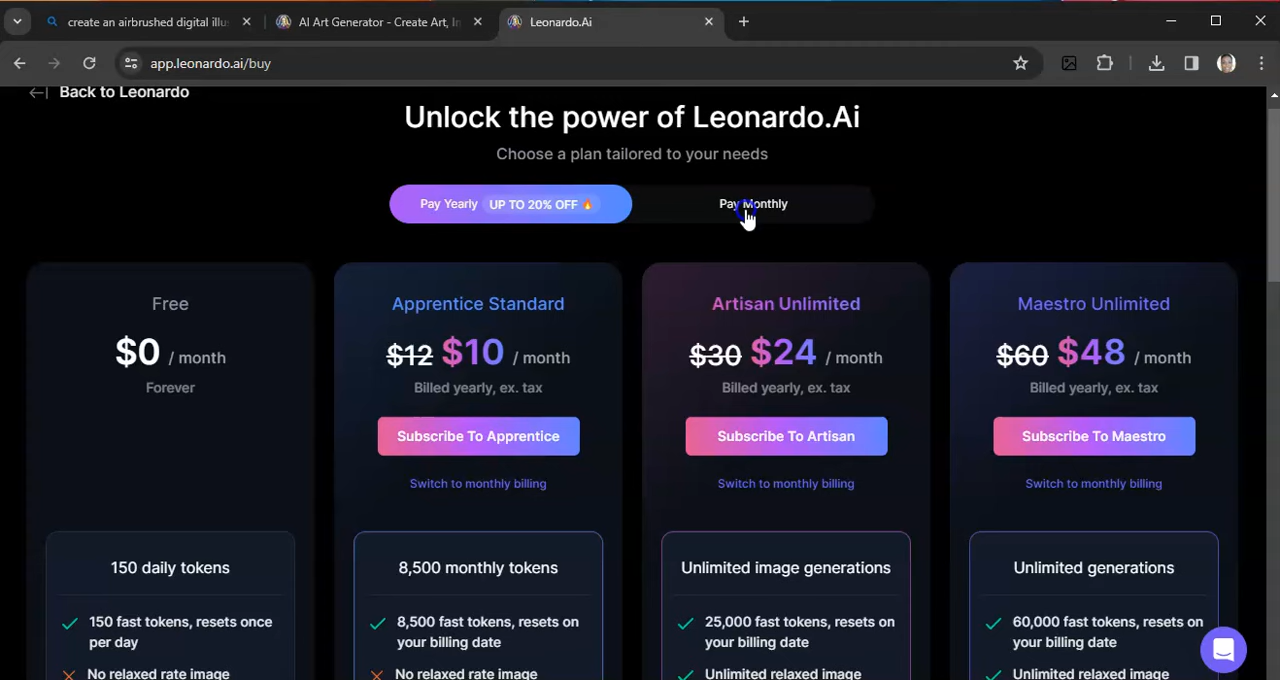 create an airbrushed digital illus
AI Art Generator - Create Art, In
Leonardo.Ai
app.leonardo.ai/buy
Back to Leonardo
Unlock the power of Leonardo.Ai
Choose a plan tailored to your needs
Pay Yearly UP TO 20% OFF 🔥
Pay Monthly
Free
$0 / month
Forever
Apprentice Standard
$12 $10 / month
Billed yearly, ex. tax
Subscribe To Apprentice
Switch to monthly billing
Artisan Unlimited
$30 $24 / month
Billed yearly, ex. tax
Subscribe To Artisan
Switch to monthly billing
Maestro Unlimited
$60 $48 / month
Billed yearly, ex. tax
Subscribe To Maestro
Switch to monthly billing
150 daily tokens
150 fast tokens, resets once
per day
No relaxed rate image
8,500 monthly tokens
8,500 fast tokens, resets on
your billing date
No relaxed rate image
Unlimited image generations
25,000 fast tokens, resets on
your billing date
Unlimited relaxed image
Unlimited generations
60,000 fast tokens, resets on
your billing date
Unlimited relaxed image